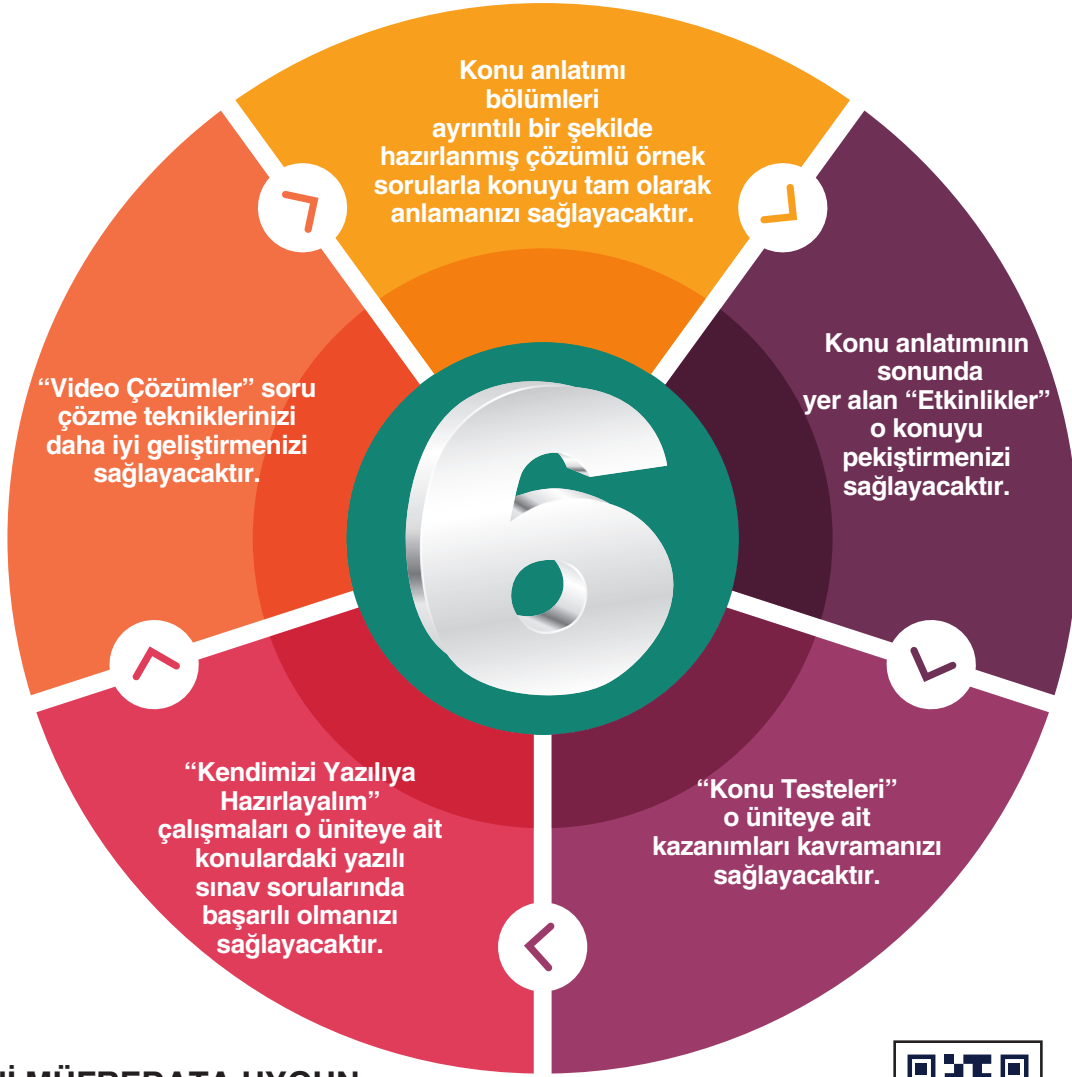 Konu anlatımı
bölümleri
ayrıntılı bir şekilde
hazırlanmış çözümlü örnek
sorularla konuyu tam olarak
anlamanızı sağlayacaktır.
Konu anlatımının
sonunda
yer alan “Etkinlikler”
o konuyu
pekiştirmenizi
sağlayacaktır.
“Konu Testeleri”
o üniteye ait
kazanımları kavramanızı
sağlayacaktır.
“Kendimizi Yazılıya
Hazırlayalım”
çalışmaları o üniteye ait
konulardaki yazılı
sınav sorularında
başarılı olmanızı
sağlayacaktır.
“Video Çözümler” soru
çözme tekniklerinizi
daha iyi geliştirmenizi
sağlayacaktır.
6
MÜFREDATA UYGUN